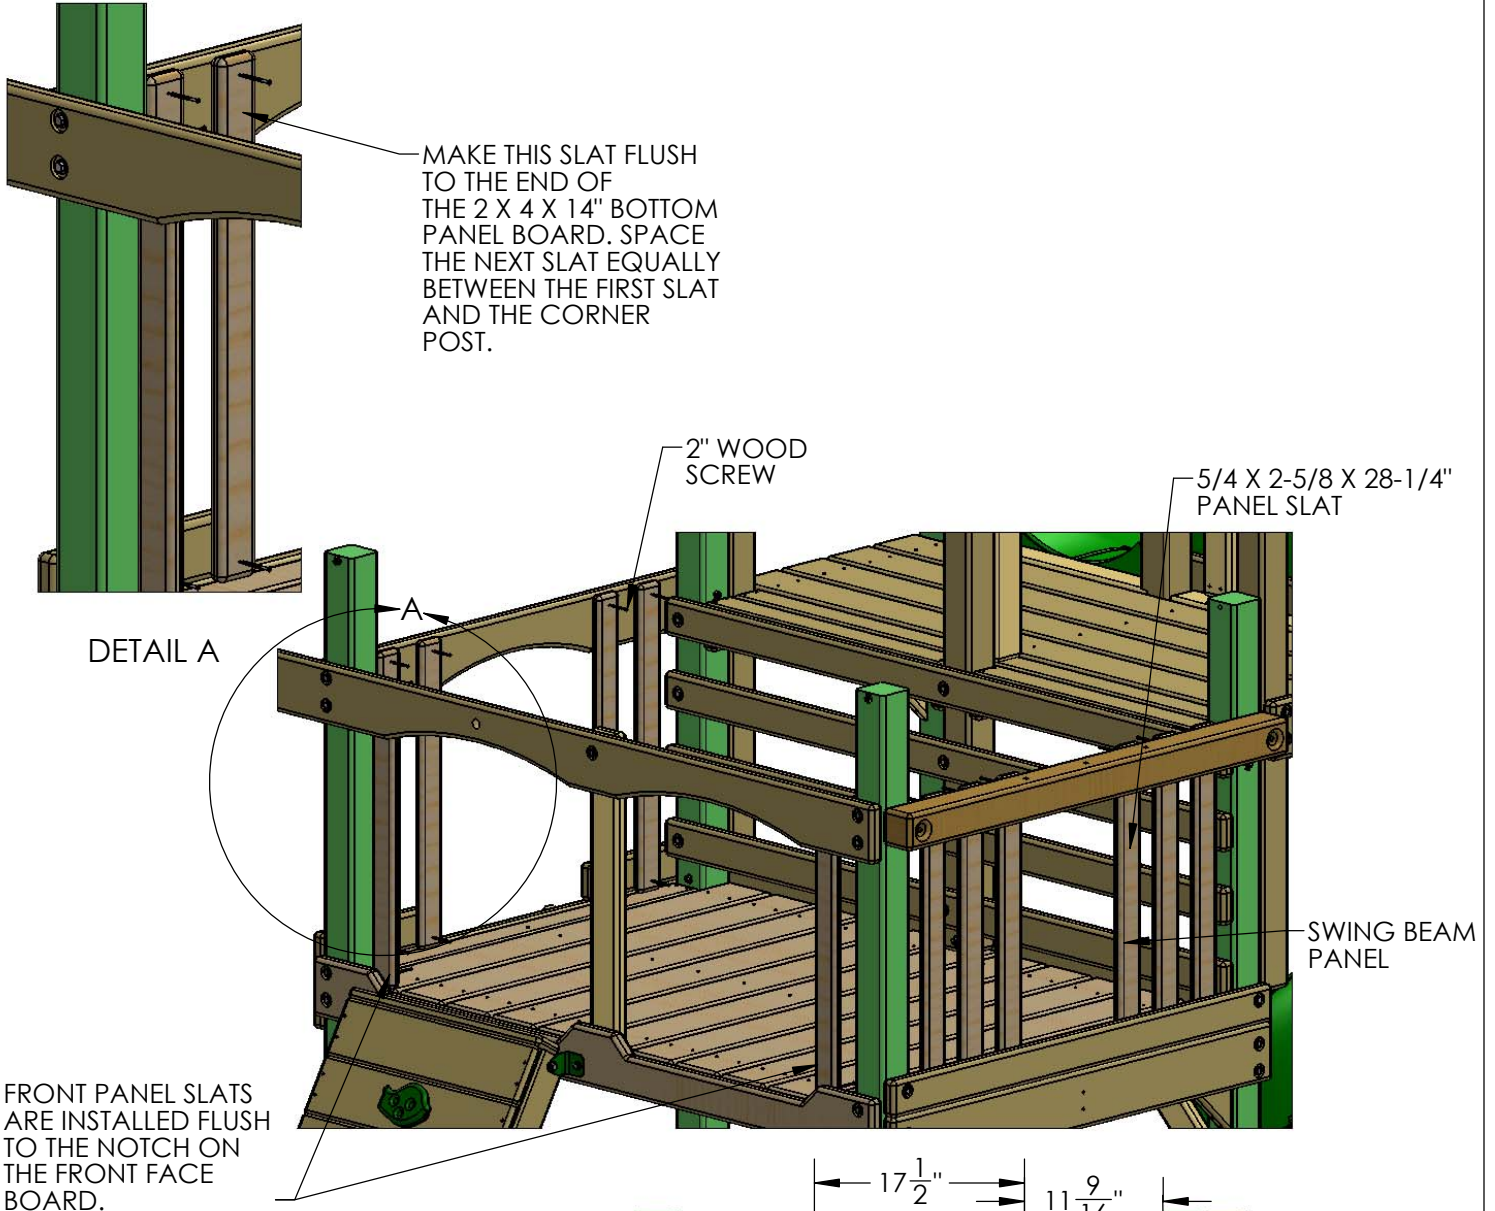 MAKE THIS SLAT FLUSH
TO THE END OF
THE 2 X 4 X 14" BOTTOM
PANEL BOARD. SPACE
THE NEXT SLAT EQUALLY
BETWEEN THE FIRST SLAT
AND THE CORNER
POST.
2" WOOD
SCREW
5/4 X 2-5/8 X 28-1/4"
PANEL SLAT
A
DETAIL A
SWING BEAM
PANEL
FRONT PANEL SLATS
ARE INSTALLED FLUSH
TO THE NOTCH ON
THE FRONT FACE
BOARD.
17 1/2"
11 9/16"